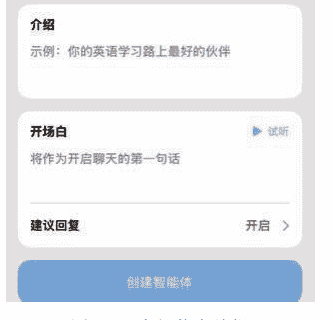 介绍
示例：你的英语学习路上最好的伙伴
开场白
试听
将作为开启聊天的第一句话
建议回复
开启
创建智能体